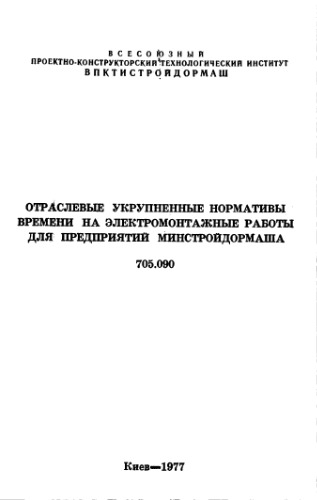 ВСЕСОЮЗНЫЙ
ПРОЕКТНО-КОНСТРУКТОРСКИЙ ТЕХНОЛОГИЧЕСКИЙ ИНСТИТУТ
ВПКТИСТРОЙДОРМАШ
ОТРАСЛЕВЫЕ УКРУПНЕННЫЕ НОРМАТИВЫ
ВРЕМЕНИ НА ЭЛЕКТРОМОНТАЖНЫЕ РАБОТЫ
ДЛЯ ПРЕДПРИЯТИЙ МИНСТРОЙДОРМАША
705.090
Киев—1977